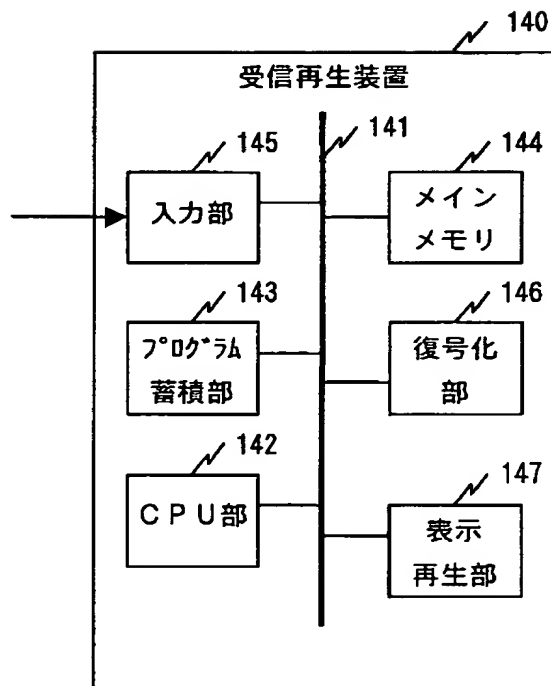 140
受信再生装置
145
141
144
入力部
メイン
メモリ
143
146
ﾌﾟﾛｸﾞﾗﾑ
蓄積部
復号化
部
142
147
ＣＰＵ部
表示
再生部